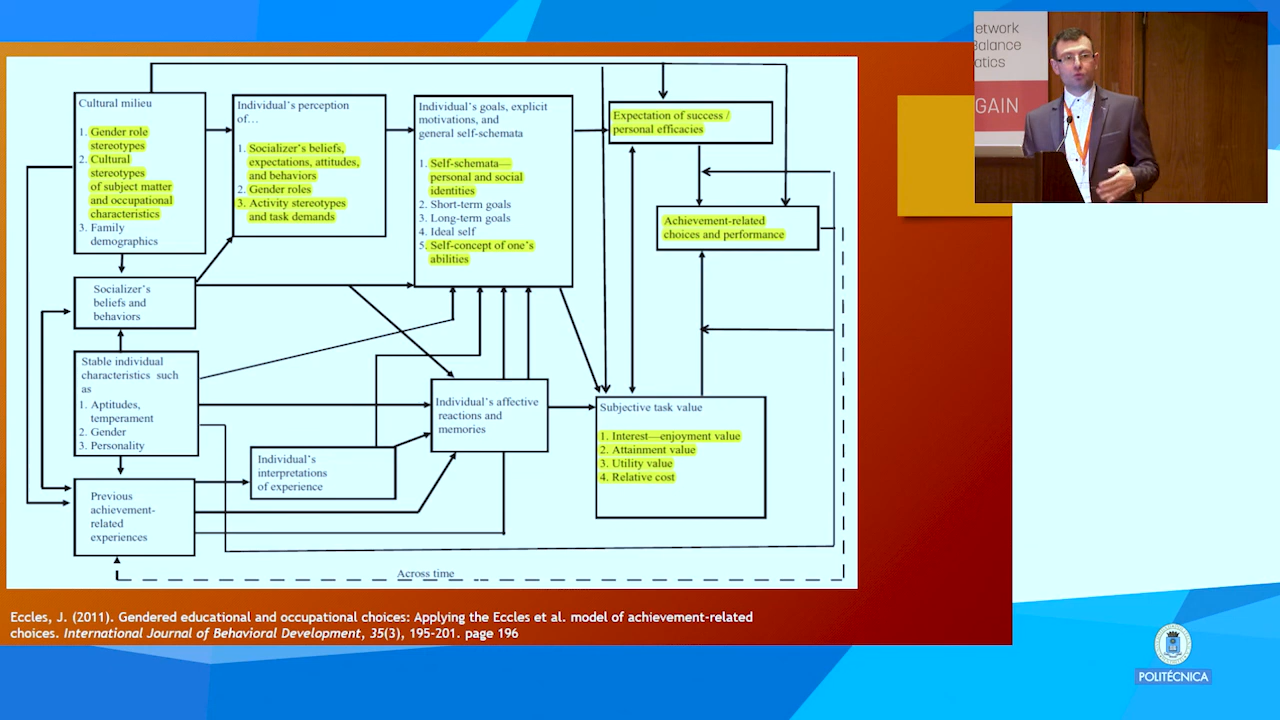 etwork
Balance
atics
GAIN
Cultural milieu
1. Gender role
stereotypes
2. Cultural
stereotypes
of subject matter
and occupational
characteristics
3. Family
demographics
Individual's perception
of…
1. Socializer's beliefs,
expectations, attitudes,
and behaviors
2. Gender roles
3. Activity stereotypes
and task demands
Individual's goals, explicit
motivations, and
general self-schemata
1. Self-schemata—
personal and social
identities
2. Short-term goals
3. Long-term goals
4. Ideal self
5. Self-concept of one's
abilities
Expectation of success /
personal efficacies
Achievement-related
choices and performance
Socializer's
beliefs and
behaviors
Stable individual
characteristics such
as
1. Aptitudes,
temperament
2. Gender
3. Personality
Individual's affective
reactions and
memories
Subjective task value
1. Interest—enjoyment value
2. Attainment value
3. Utility value
4. Relative cost
Individual's
interpretations
of experience
Previous
achievement-
related
experiences
Across time
Eccles, J. (2011). Gendered educational and occupational choices: Applying the Eccles et al. model of achievement-related
choices. International Journal of Behavioral Development, 35(3), 195-201. page 196
POLITÉCNICA